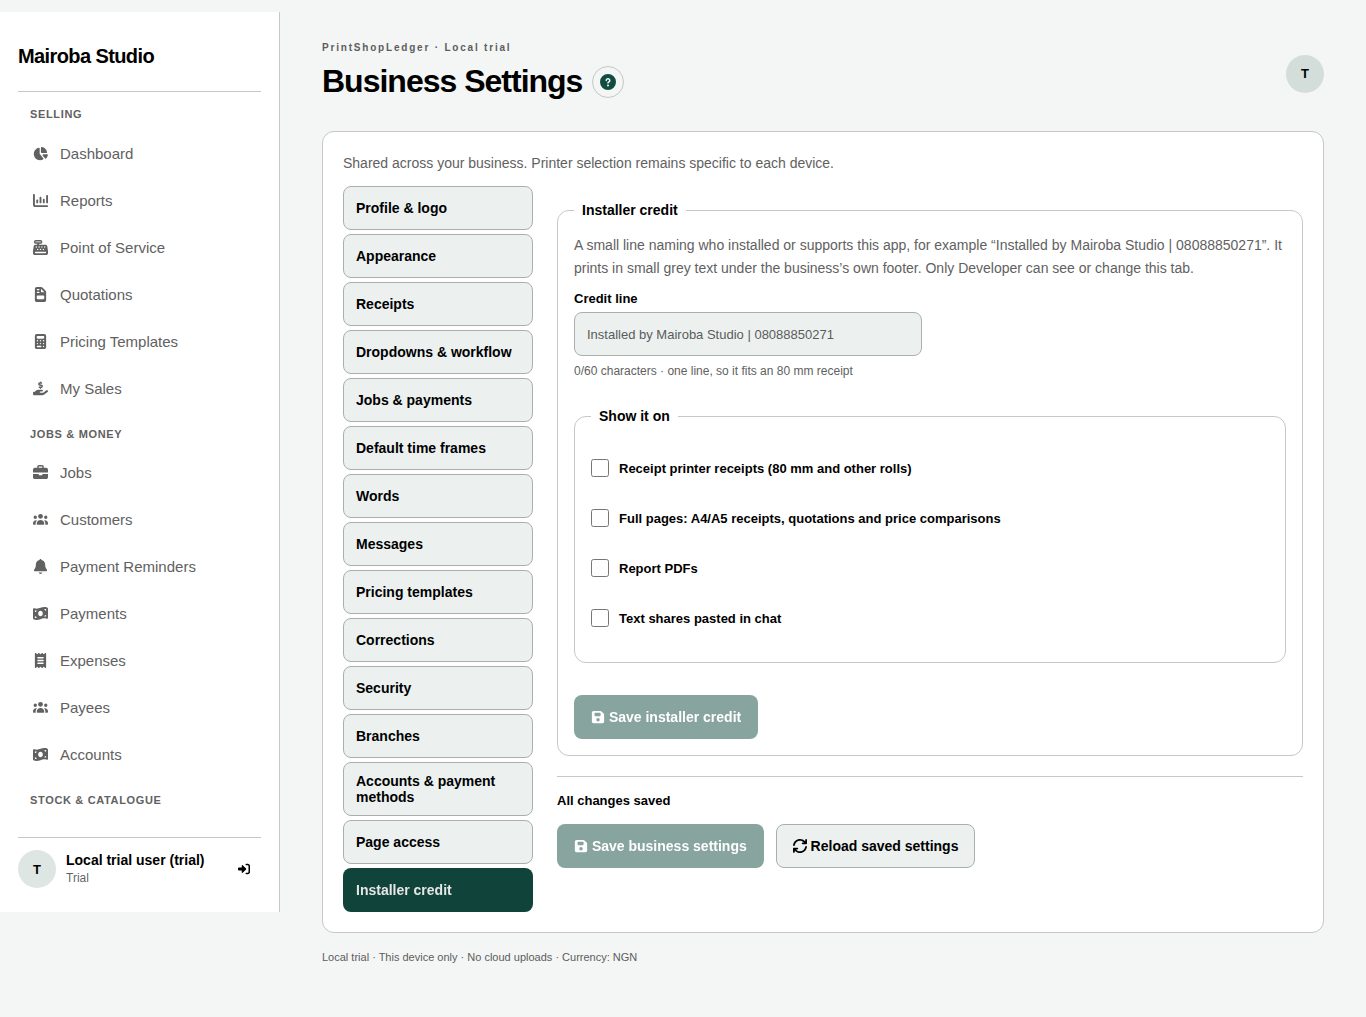 Mairoba Studio
SELLING
Dashboard
Reports
Point of Service
Quotations
Pricing Templates
My Sales
JOBS & MONEY
Jobs
Customers
Payment Reminders
Payments
Expenses
Payees
Accounts
STOCK & CATALOGUE
T
Local trial user (trial)
Trial
PrintShopLedger · Local trial
Business Settings
?
T
Shared across your business. Printer selection remains specific to each device.
Profile & logo
Appearance
Receipts
Dropdowns & workflow
Jobs & payments
Default time frames
Words
Messages
Pricing templates
Corrections
Security
Branches
Accounts & payment
methods
Page access
Installer credit
Installer credit
A small line naming who installed or supports this app, for example “Installed by Mairoba Studio | 08088850271”. It
prints in small grey text under the business’s own footer. Only Developer can see or change this tab.
Credit line
Installed by Mairoba Studio | 08088850271
0/60 characters · one line, so it fits an 80 mm receipt
Show it on
Receipt printer receipts (80 mm and other rolls)
Full pages: A4/A5 receipts, quotations and price comparisons
Report PDFs
Text shares pasted in chat
Save installer credit
All changes saved
Save business settings
Reload saved settings
Local trial · This device only · No cloud uploads · Currency: NGN